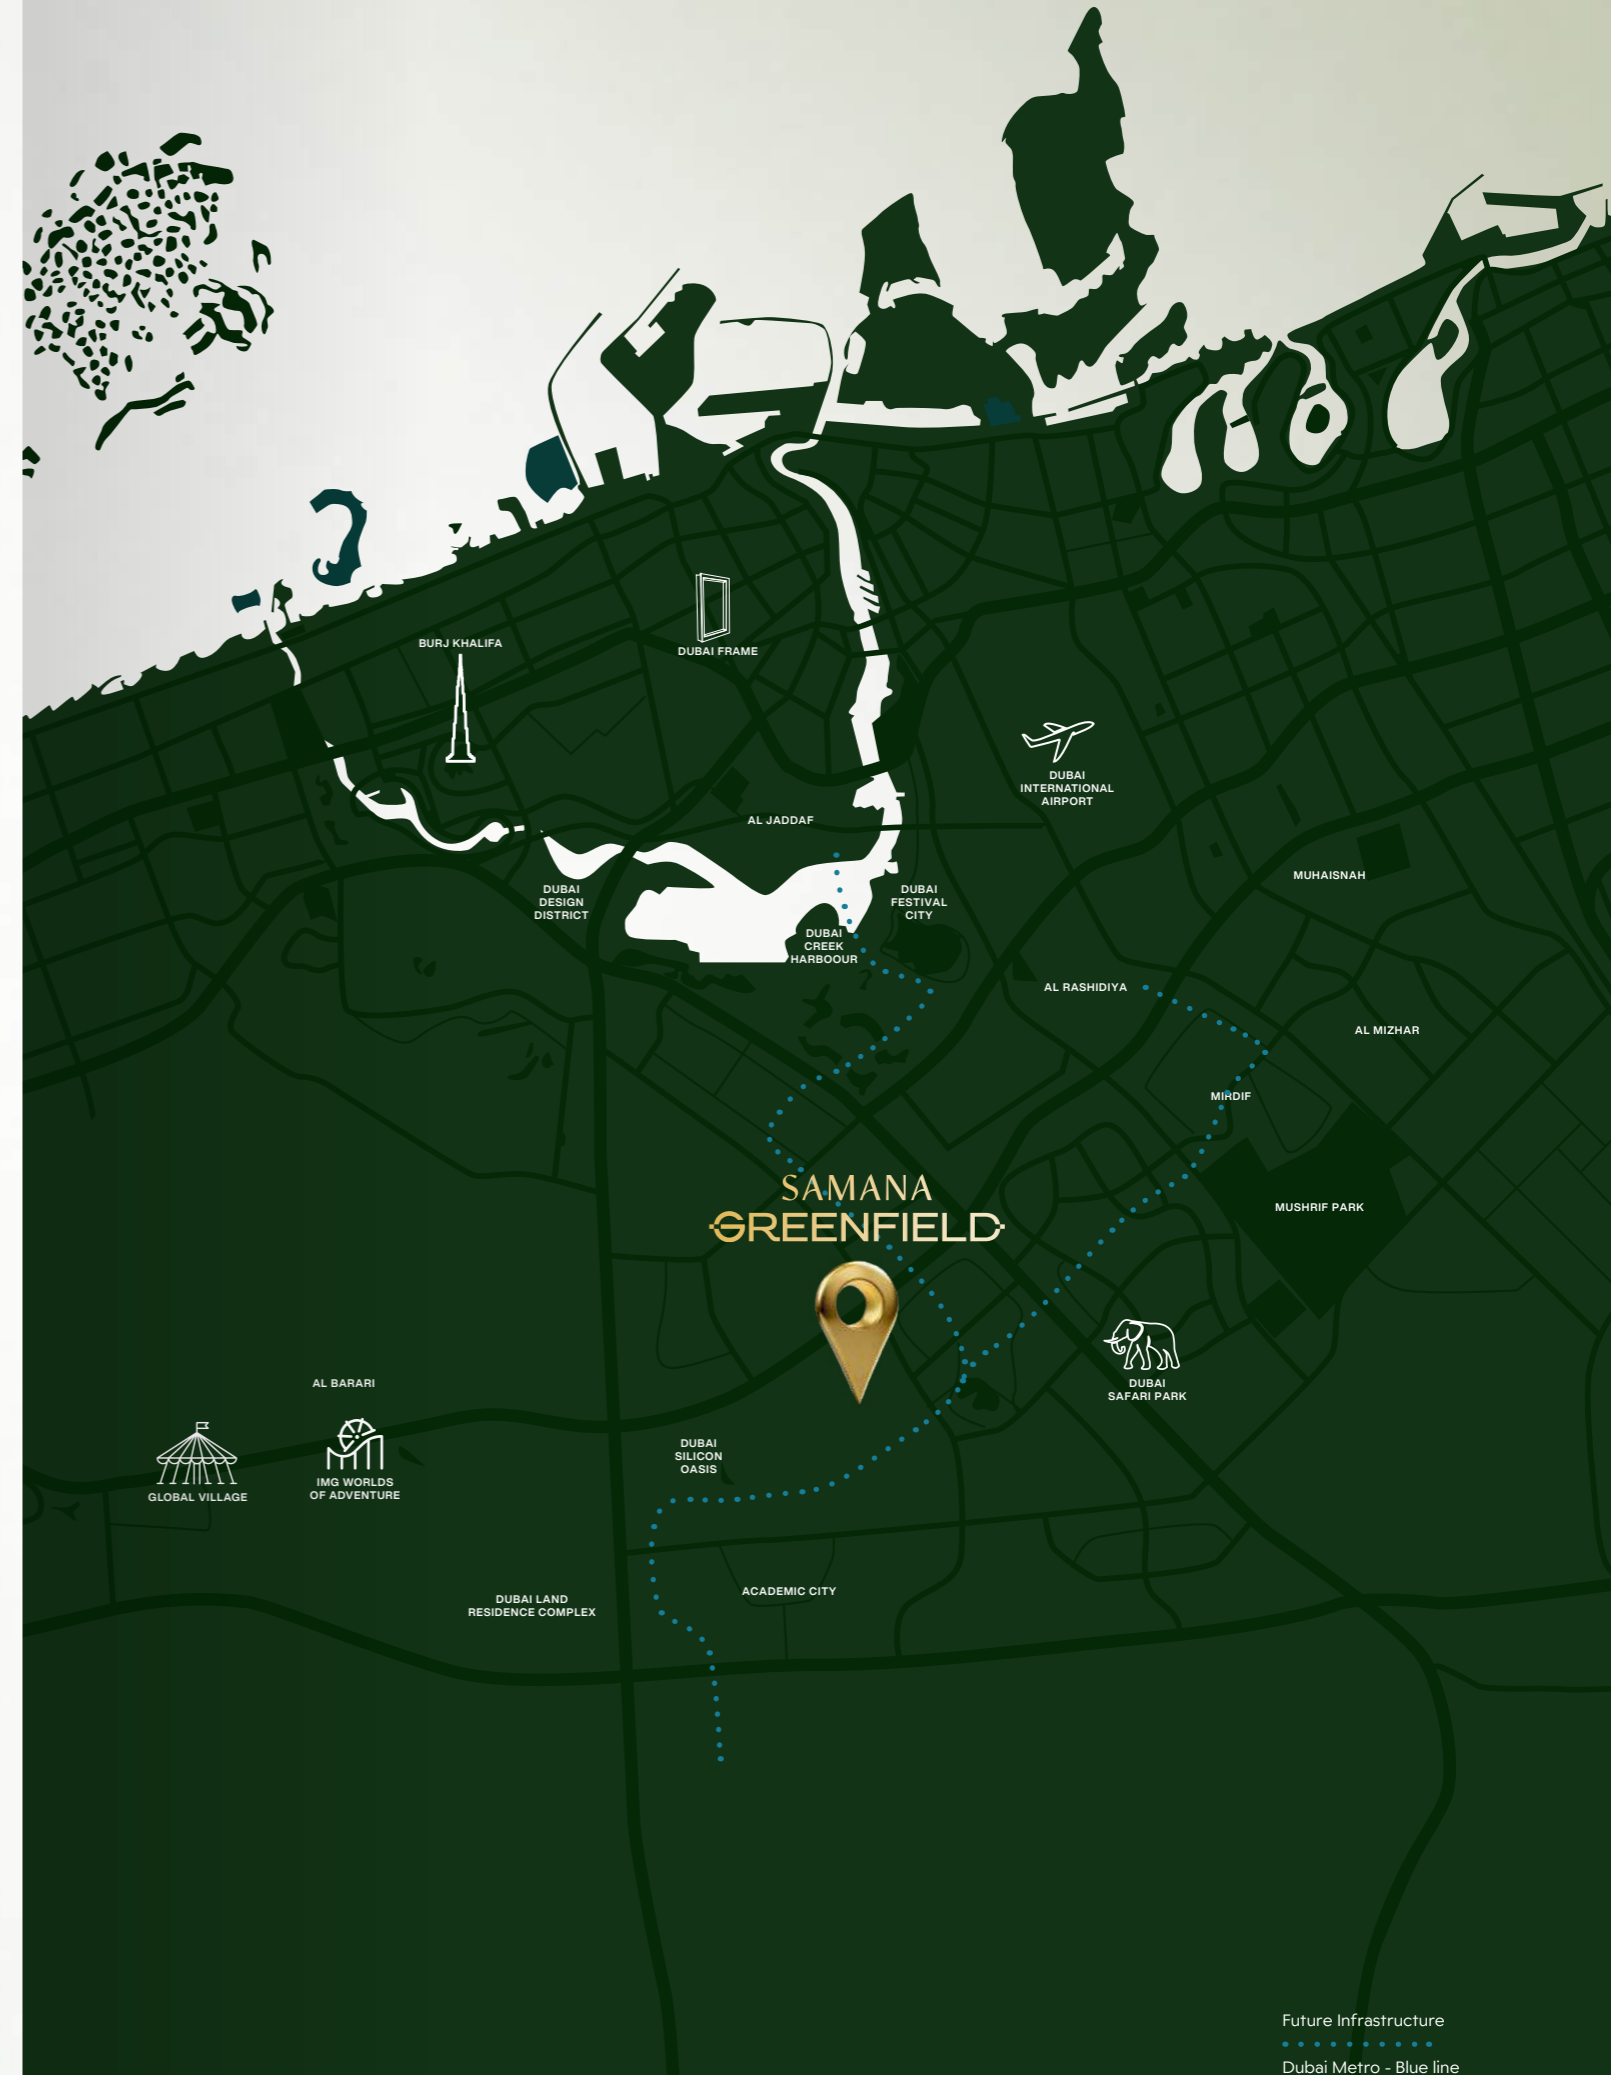 BURJ KHALIFA
DUBAI FRAME
DUBAI
INTERNATIONAL
AIRPORT
AL JADDAF
MUHAISNAH
DUBAI
DESIGN
DISTRICT
DUBAI
FESTIVAL
CITY
DUBAI
CREEK
HARBOOUR
AL RASHIDIYA
AL MIZHAR
MIRDIF
SAMANA
GREENFIELD
MUSHRIF PARK
AL BARARI
DUBAI
SAFARI PARK
GLOBAL VILLAGE
IMG WORLDS
OF ADVENTURE
DUBAI
SILICON
OASIS
DUBAI LAND
RESIDENCE COMPLEX
ACADEMIC CITY
Future Infrastructure
Dubai Metro - Blue line